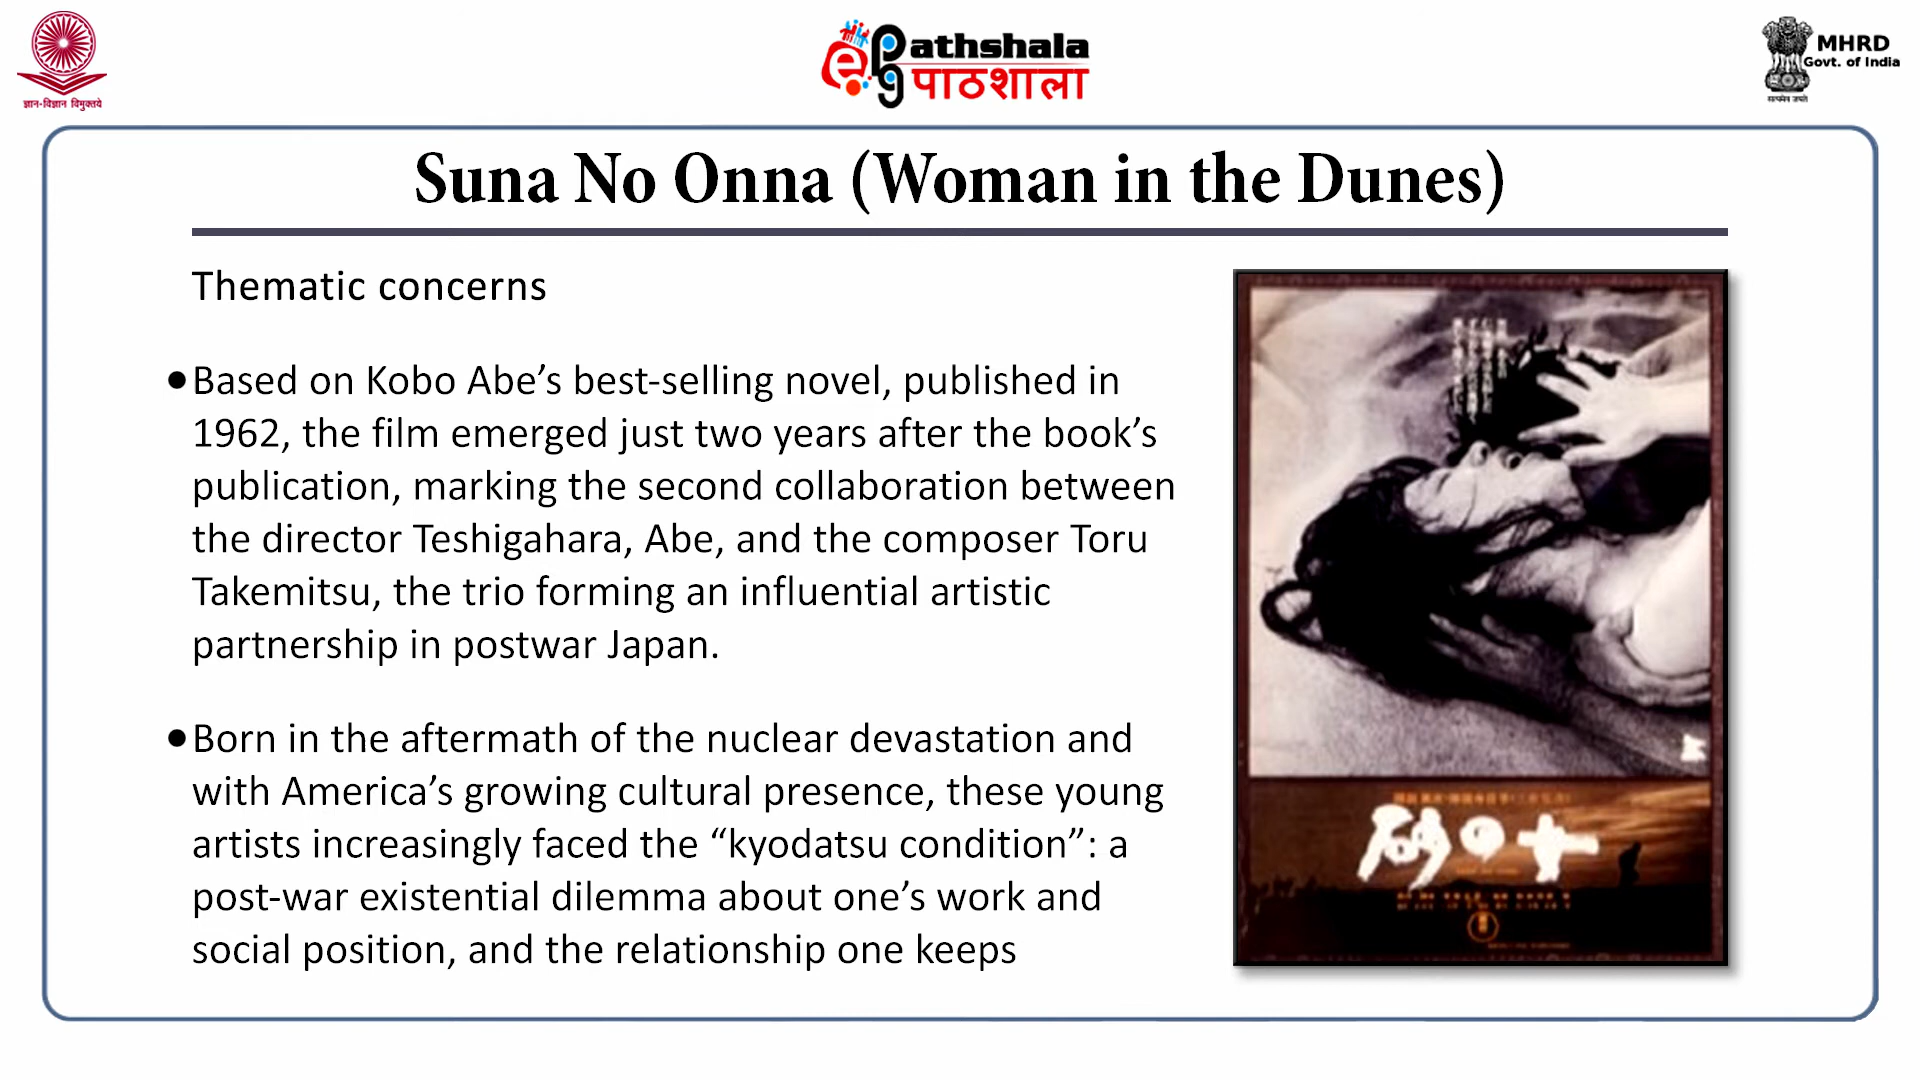 ज्ञान-विज्ञान विमुक्तये
ePathshala
पाठशाला
MHRD
Govt. of India
सत्यमेव जयते
Suna No Onna (Woman in the Dunes)
Thematic concerns
●Based on Kobo Abe’s best-selling novel, published in
1962, the film emerged just two years after the book’s
publication, marking the second collaboration between
the director Teshigahara, Abe, and the composer Toru
Takemitsu, the trio forming an influential artistic
partnership in postwar Japan.
●Born in the aftermath of the nuclear devastation and
with America’s growing cultural presence, these young
artists increasingly faced the “kyodatsu condition”: a
post-war existential dilemma about one’s work and
social position, and the relationship one keeps
砂の女